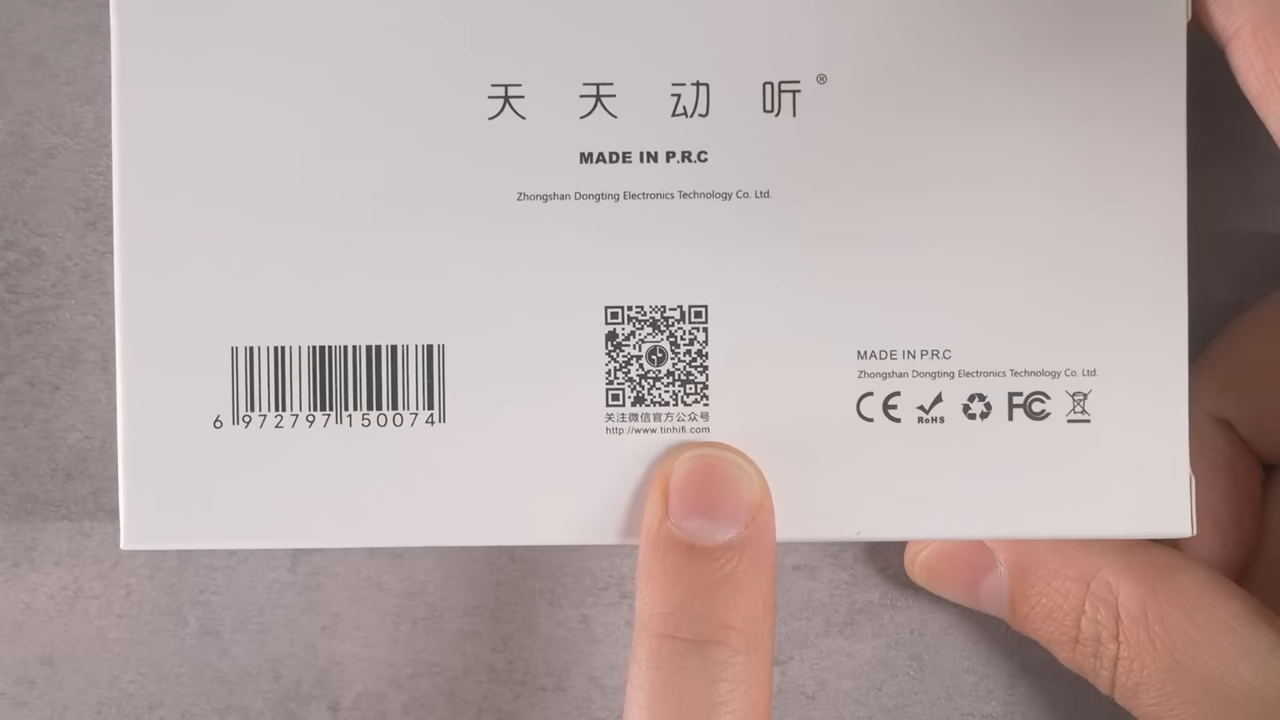 天天动听®
MADE IN P.R.C
Zhongshan Dongting Electronics Technology Co. Ltd.
6 972797 150074
关注微信官方公众号
http://www.tinhifi.com
MADE IN P.R.C
Zhongshan Dongting Electronics Technology Co. Ltd.
CE RoHS FC